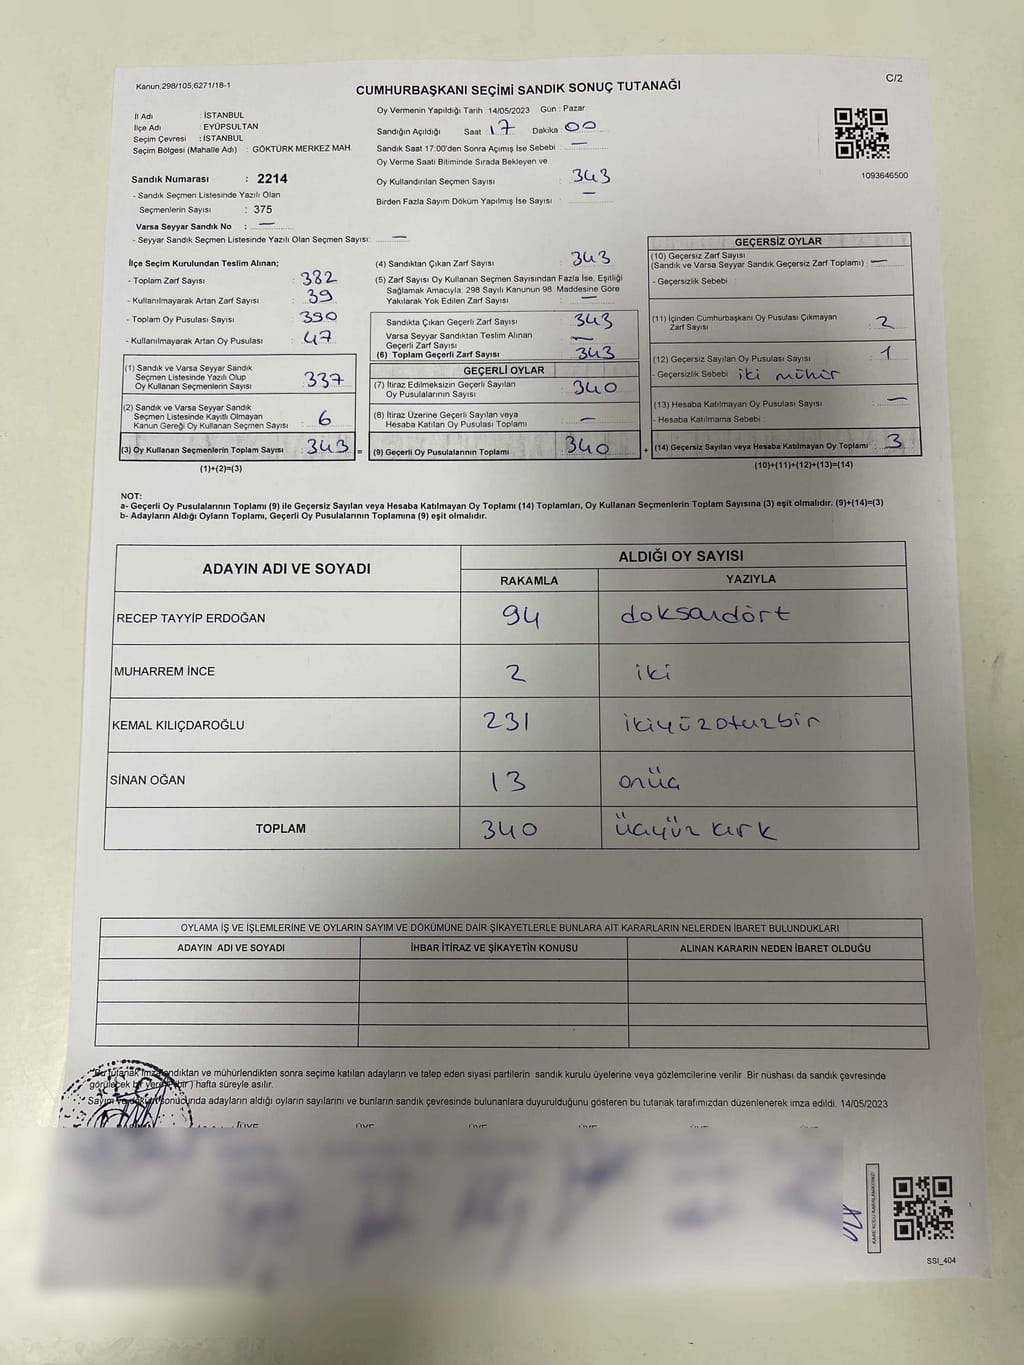 Kanun;298/105;6271/18-1
C/2
CUMHURBAŞKANI SEÇİMİ SANDIK SONUÇ TUTANAĞI
İl Adı : İSTANBUL
İlçe Adı : EYÜPSULTAN
Seçim Çevresi : İSTANBUL
Seçim Bölgesi (Mahalle Adı) : GÖKTÜRK MERKEZ MAH.
Sandık Numarası : 2214
- Sandık Seçmen Listesinde Yazılı Olan
Seçmenlerin Sayısı : 375
Varsa Seyyar Sandık No : —
- Seyyar Sandık Seçmen Listesinde Yazılı Olan Seçmen Sayısı: —
Oy Vermenin Yapıldığı Tarih :14/05/2023 Gün : Pazar
Sandığın Açıldığı Saat : 17 Dakika : 00
Sandık Saat 17:00'den Sonra Açımış İse Sebebi : —
Oy Verme Saati Bitiminde Sırada Bekleyen ve
Oy Kullandırılan Seçmen Sayısı : 343
Birden Fazla Sayım Döküm Yapılmış İse Sayısı : —
1093646500
İlçe Seçim Kurulundan Teslim Alınan;
- Toplam Zarf Sayısı : 382
- Kullanılmayarak Artan Zarf Sayısı : 39
- Toplam Oy Pusulası Sayısı : 390
- Kullanılmayarak Artan Oy Pusulası : 47
(1) Sandık ve Varsa Seyyar Sandık
Seçmen Listesinde Yazılı Olup
Oy Kullanan Seçmenlerin Sayısı : 337
(2) Sandık ve Varsa Seyyar Sandık
Seçmen Listesinde Kayıtlı Olmayan
Kanun Gereği Oy Kullanan Seçmen Sayısı : 6
(3) Oy Kullanan Seçmenlerin Toplam Sayısı : 343 =
(1)+(2)=(3)
(4) Sandıktan Çıkan Zarf Sayısı : 343
(5) Zarf Sayısı Oy Kullanan Seçmen Sayısından Fazla İse, Eşitliği
Sağlamak Amacıyla; 298 Sayılı Kanunun 98. Maddesine Göre
Yakılarak Yok Edilen Zarf Sayısı : —
Sandıkta Çıkan Geçerli Zarf Sayısı : 343
Varsa Seyyar Sandıktan Teslim Alınan
Geçerli Zarf Sayısı : —
(6) Toplam Geçerli Zarf Sayısı : 343
GEÇERLİ OYLAR
(7) İtiraz Edilmeksizin Geçerli Sayılan
Oy Pusulalarının Sayısı : 340
(8) İtiraz Üzerine Geçerli Sayılan veya
Hesaba Katılan Oy Pusulaları Toplamı : —
(9) Geçerli Oy Pusulalarının Toplamı : 340 +
GEÇERSİZ OYLAR
(10) Geçersiz Zarf Sayısı
(Sandık ve Varsa Seyyar Sandık Geçersiz Zarf Toplamı) : —
- Geçersizlik Sebebi :
(11) İçinden Cumhurbaşkanı Oy Pusulası Çıkmayan
Zarf Sayısı : 2
(12) Geçersiz Sayılan Oy Pusulası Sayısı : 1
- Geçersizlik Sebebi : iki mühür
(13) Hesaba Katılmayan Oy Pusulası Sayısı : —
- Hesaba Katılmama Sebebi :
(14) Geçersiz Sayılan veya Hesaba Katılmayan Oy Toplamı : 3
(10)+(11)+(12)+(13)=(14)
NOT:
a- Geçerli Oy Pusulalarının Toplamı (9) ile Geçersiz Sayılan veya Hesaba Katılmayan Oy Toplamı (14) Toplamları, Oy Kullanan Seçmenlerin Toplam Sayısına (3) eşit olmalıdır. (9)+(14)=(3)
b- Adayların Aldığı Oyların Toplamı, Geçerli Oy Pusulalarının Toplamına (9) eşit olmalıdır.
ADAYIN ADI VE SOYADI ALDIĞI OY SAYISI
RAKAMLA YAZIYLA
RECEP TAYYİP ERDOĞAN 94 doksandört
MUHARREM İNCE 2 iki
KEMAL KILIÇDAROĞLU 231 ikiyüzotuzbir
SİNAN OĞAN 13 onüç
TOPLAM 340 üçyüz kırk
OYLAMA İŞ VE İŞLEMLERİNE VE OYLARIN SAYIM VE DÖKÜMÜNE DAİR ŞİKAYETLERLE BUNLARA AİT KARARLARIN NELERDEN İBARET BULUNDUKLARI
ADAYIN ADI VE SOYADI İHBAR İTİRAZ VE ŞİKAYETİN KONUSU ALINAN KARARIN NEDEN İBARET OLDUĞU
Bu tutanak imzalandıktan ve mühürlendikten sonra seçime katılan adayların ve talep eden siyasi partilerin sandık kurulu üyelerine veya gözlemcilerine verilir .Bir nüshası da sandık çevresinde
görülecek bir yere ( bir ) hafta süreyle asılır.
Sayım ve döküm sonucunda adayların aldığı oyların sayılarını ve bunların sandık çevresinde bulunanlara duyurulduğunu gösteren bu tutanak tarafımızdan düzenlenerek imza edildi. 14/05/2023
ÜYE ÜYE ÜYE ÜYE ÜYE ÜYE
SSI_404